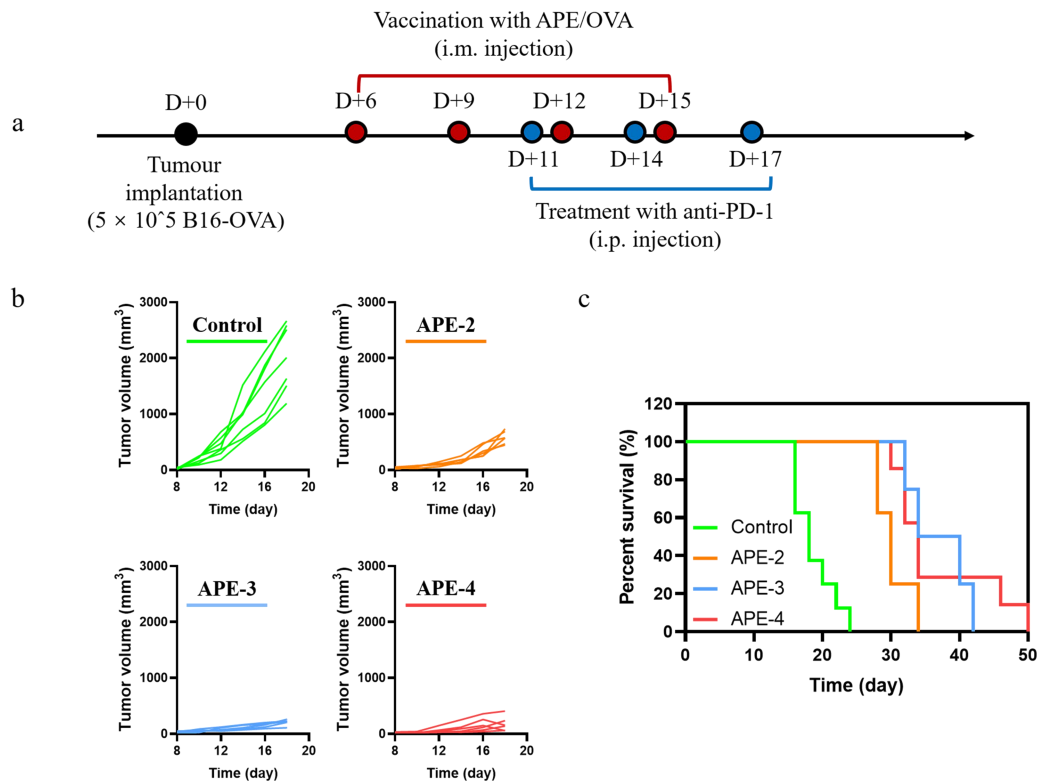 Vaccination with APE/OVA
(i.m. injection)
a
D+0
D+6
D+9
D+12
D+15
D+11
D+14
D+17
Tumour
implantation
(5 × 10^5 B16-OVA)
Treatment with anti-PD-1
(i.p. injection)
b
Tumor volume (mm3)
3000
2000
1000
0
Control
8
12
16
20
Time (day)
Tumor volume (mm3)
3000
2000
1000
0
APE-2
8
12
16
20
Time (day)
Tumor volume (mm3)
3000
2000
1000
0
APE-3
8
12
16
20
Time (day)
Tumor volume (mm3)
3000
2000
1000
0
APE-4
8
12
16
20
Time (day)
c
Percent survival (%)
120
100
80
60
40
20
0
Control
APE-2
APE-3
APE-4
0
10
20
30
40
50
Time (day)